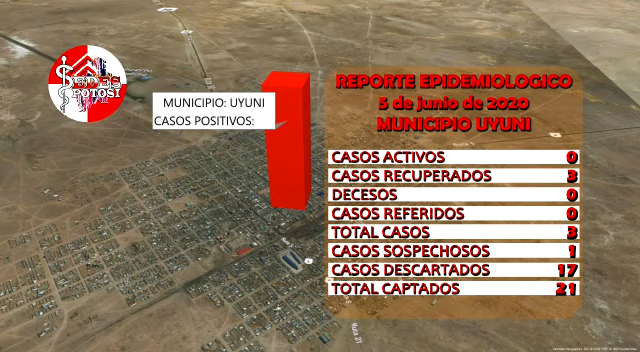 SEDES
POTOSI
MUNICIPIO: UYUNI
CASOS POSITIVOS:
REPORTE EPIDEMIOLOGICO
5 de Junio de 2020
MUNICIPIO UYUNI
CASOS ACTIVOS 0
CASOS RECUPERADOS 3
DECESOS 0
CASOS REFERIDOS 0
TOTAL CASOS 3
CASOS SOSPECHOSOS 1
CASOS DESCARTADOS 17
TOTAL CAPTADOS 21
Ruta 21